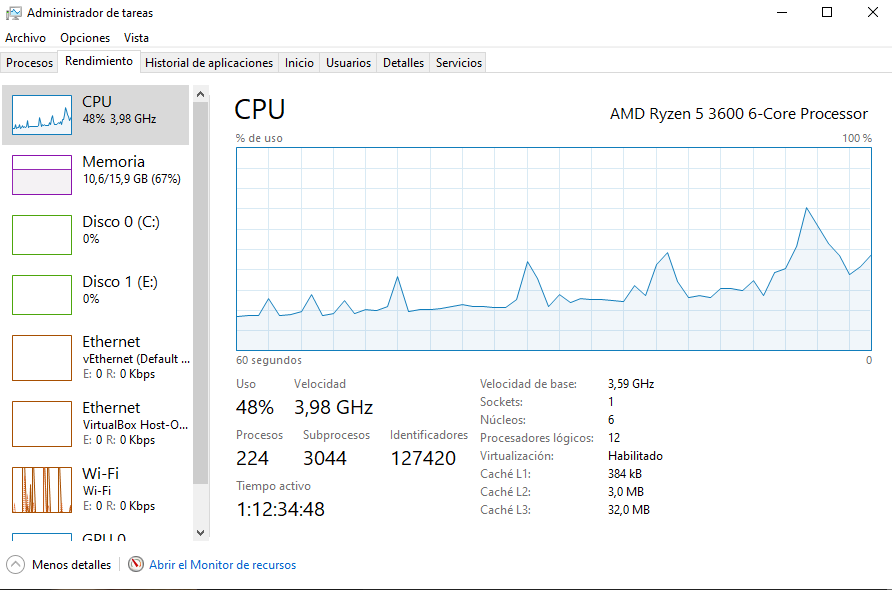 Administrador de tareas
Archivo Opciones Vista
Procesos Rendimiento Historial de aplicaciones Inicio Usuarios Detalles Servicios
CPU
48% 3,98 GHz
Memoria
10,6/15,9 GB (67%)
Disco 0 (C:)
0%
Disco 1 (E:)
0%
Ethernet
vEthernet (Default ...
E: 0 R: 0 Kbps
Ethernet
VirtualBox Host-O...
E: 0 R: 0 Kbps
Wi-Fi
Wi-Fi
E: 0 R: 0 Kbps
GPU 0
CPU
AMD Ryzen 5 3600 6-Core Processor
% de uso 100 %
60 segundos 0
Uso Velocidad
48% 3,98 GHz
Procesos Subprocesos Identificadores
224 3044 127420
Tiempo activo
1:12:34:48
Velocidad de base: 3,59 GHz
Sockets: 1
Núcleos: 6
Procesadores lógicos: 12
Virtualización: Habilitado
Caché L1: 384 kB
Caché L2: 3,0 MB
Caché L3: 32,0 MB
Menos detalles Abrir el Monitor de recursos